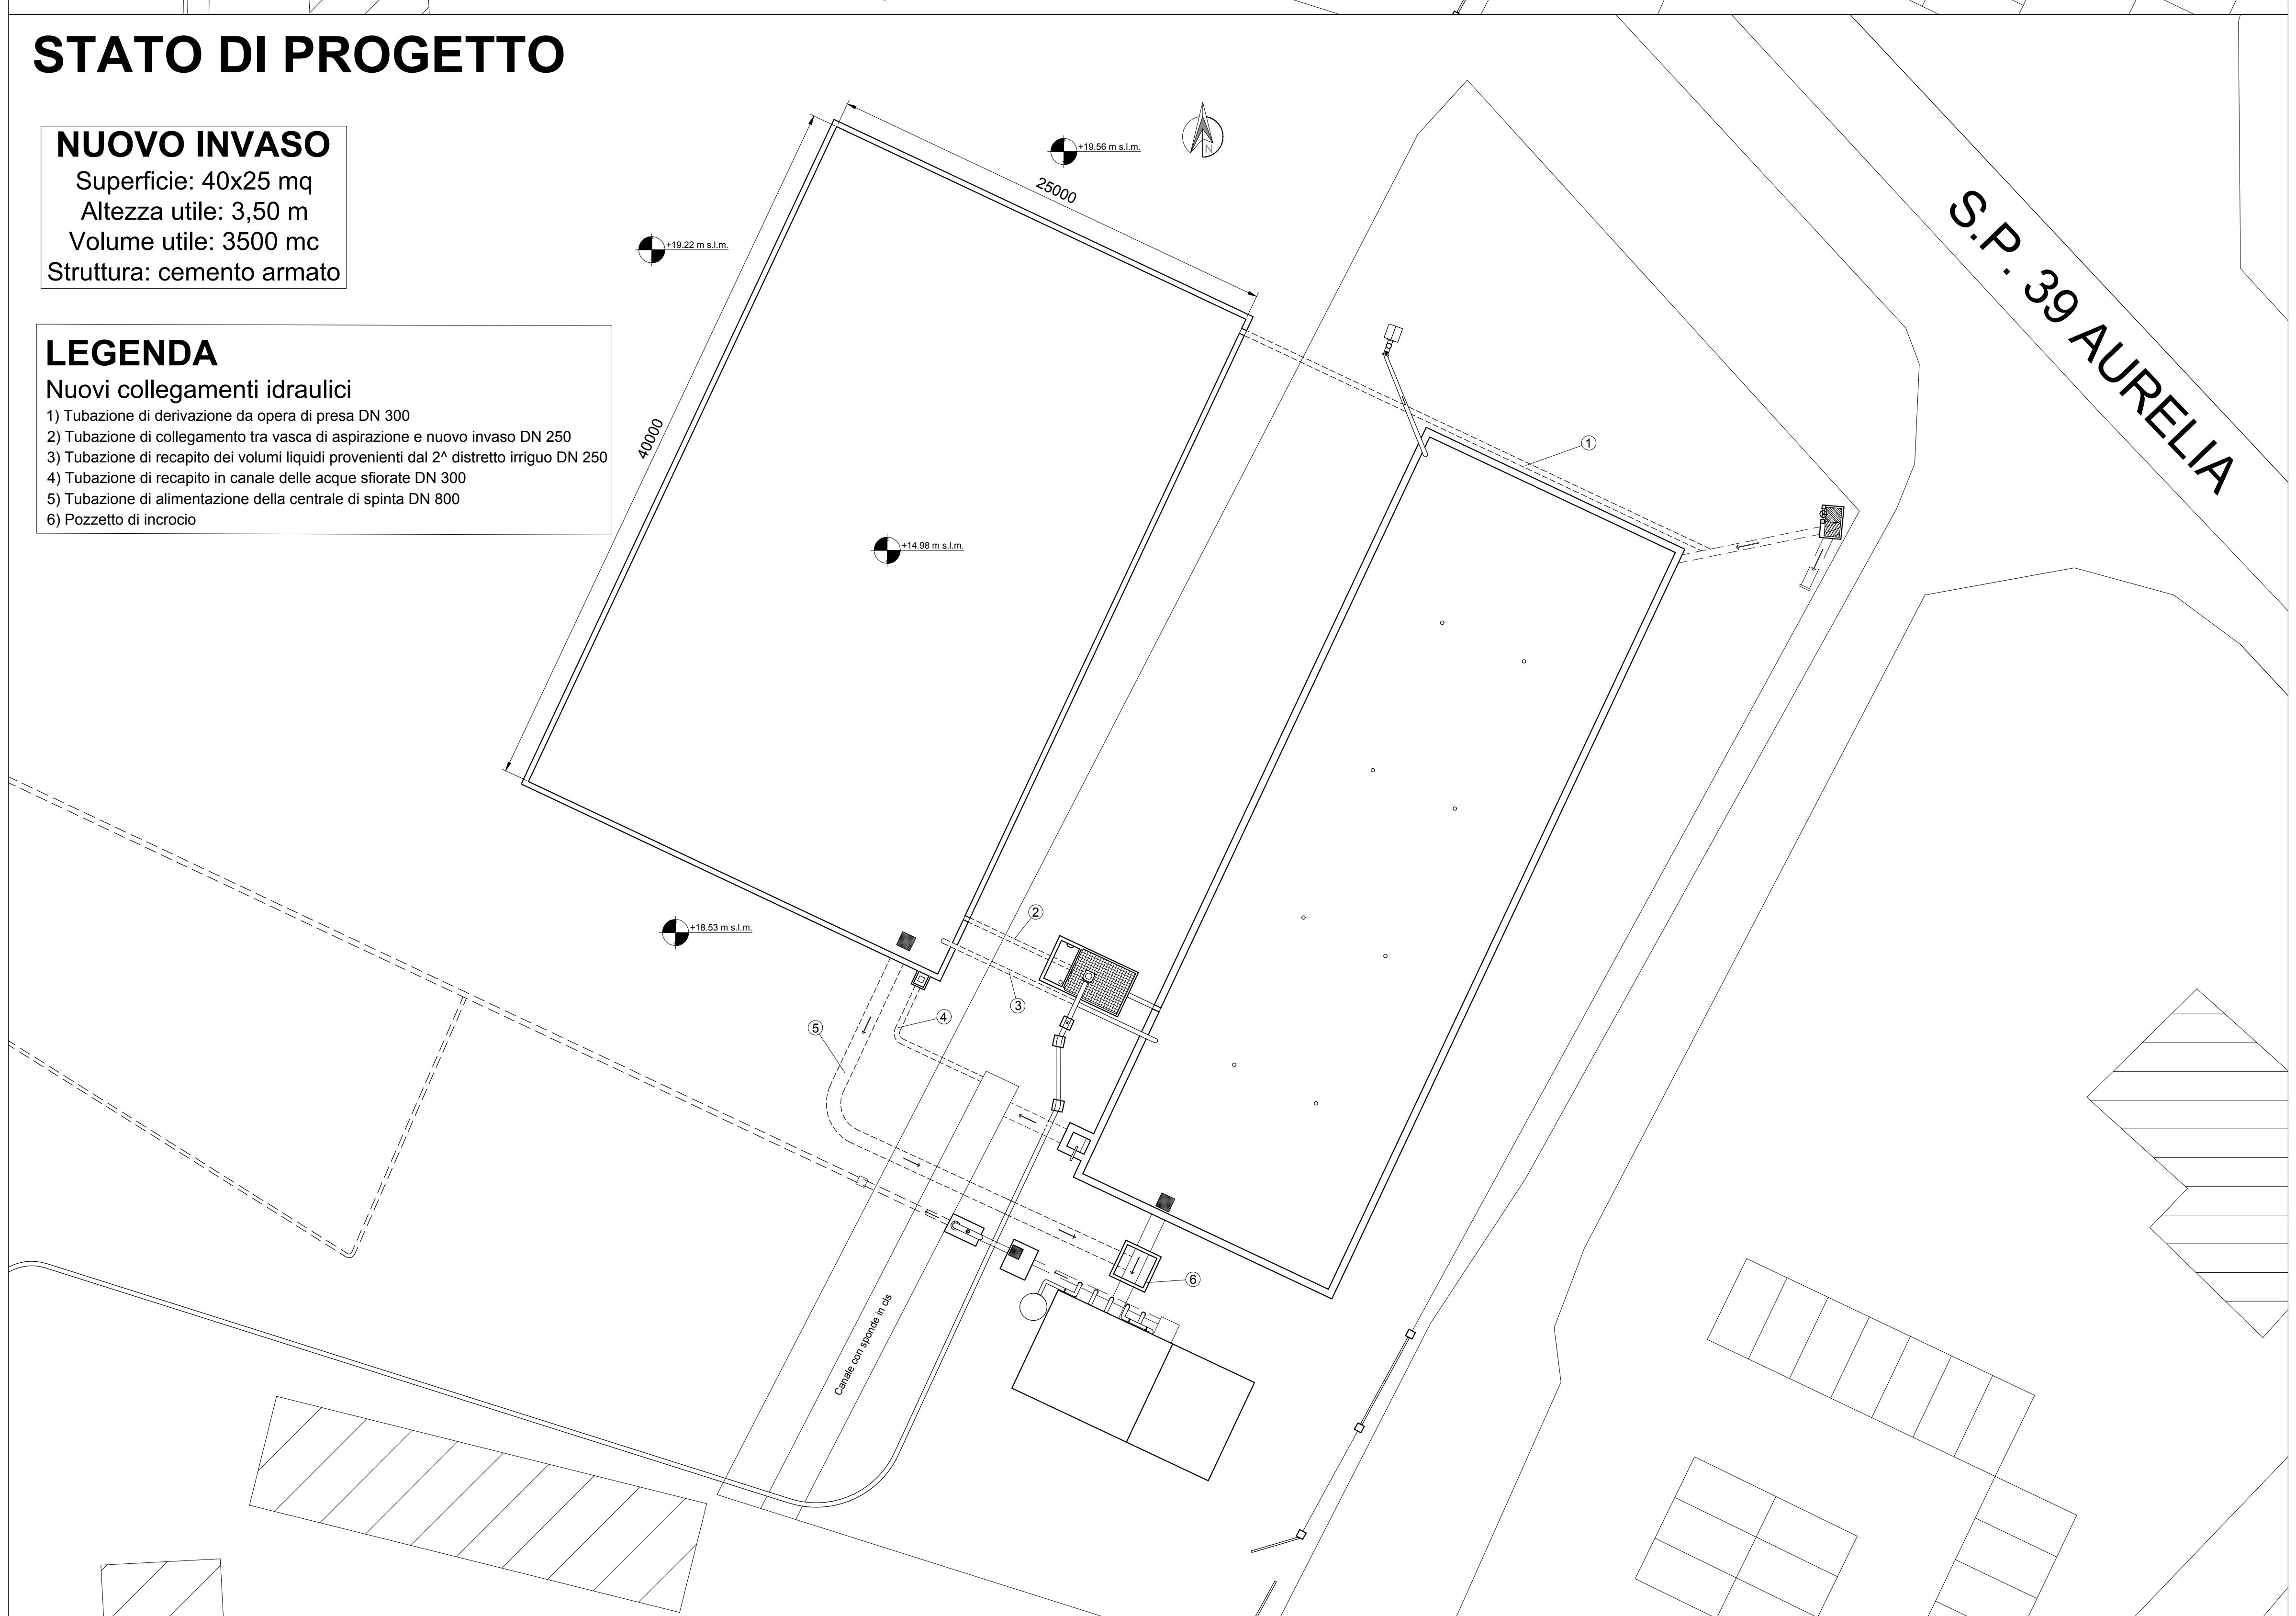 STATO DI PROGETTO
NUOVO INVASO
Superficie: 40x25 mq
Altezza utile: 3,50 m
Volume utile: 3500 mc
Struttura: cemento armato
LEGENDA
Nuovi collegamenti idraulici
1) Tubazione di derivazione da opera di presa DN 300
2) Tubazione di collegamento tra vasca di aspirazione e nuovo invaso DN 250
3) Tubazione di recapito dei volumi liquidi provenienti dal 2^ distretto irriguo DN 250
4) Tubazione di recapito in canale delle acque sfiorate DN 300
5) Tubazione di alimentazione della centrale di spinta DN 800
6) Pozzetto di incrocio
+19.56 m s.l.m.
N
25000
+19.22 m s.l.m.
S.P. 39 AURELIA
40000
1
+14.98 m s.l.m.
2
+18.53 m s.l.m.
3
4
5
6
Canale con sponde in cls